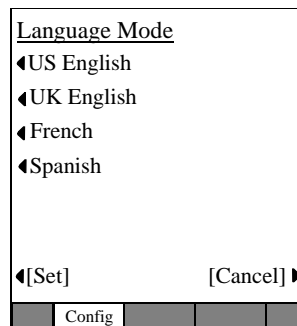 Language Mode
US English
UK English
French
Spanish
[Set] [Cancel]
Config